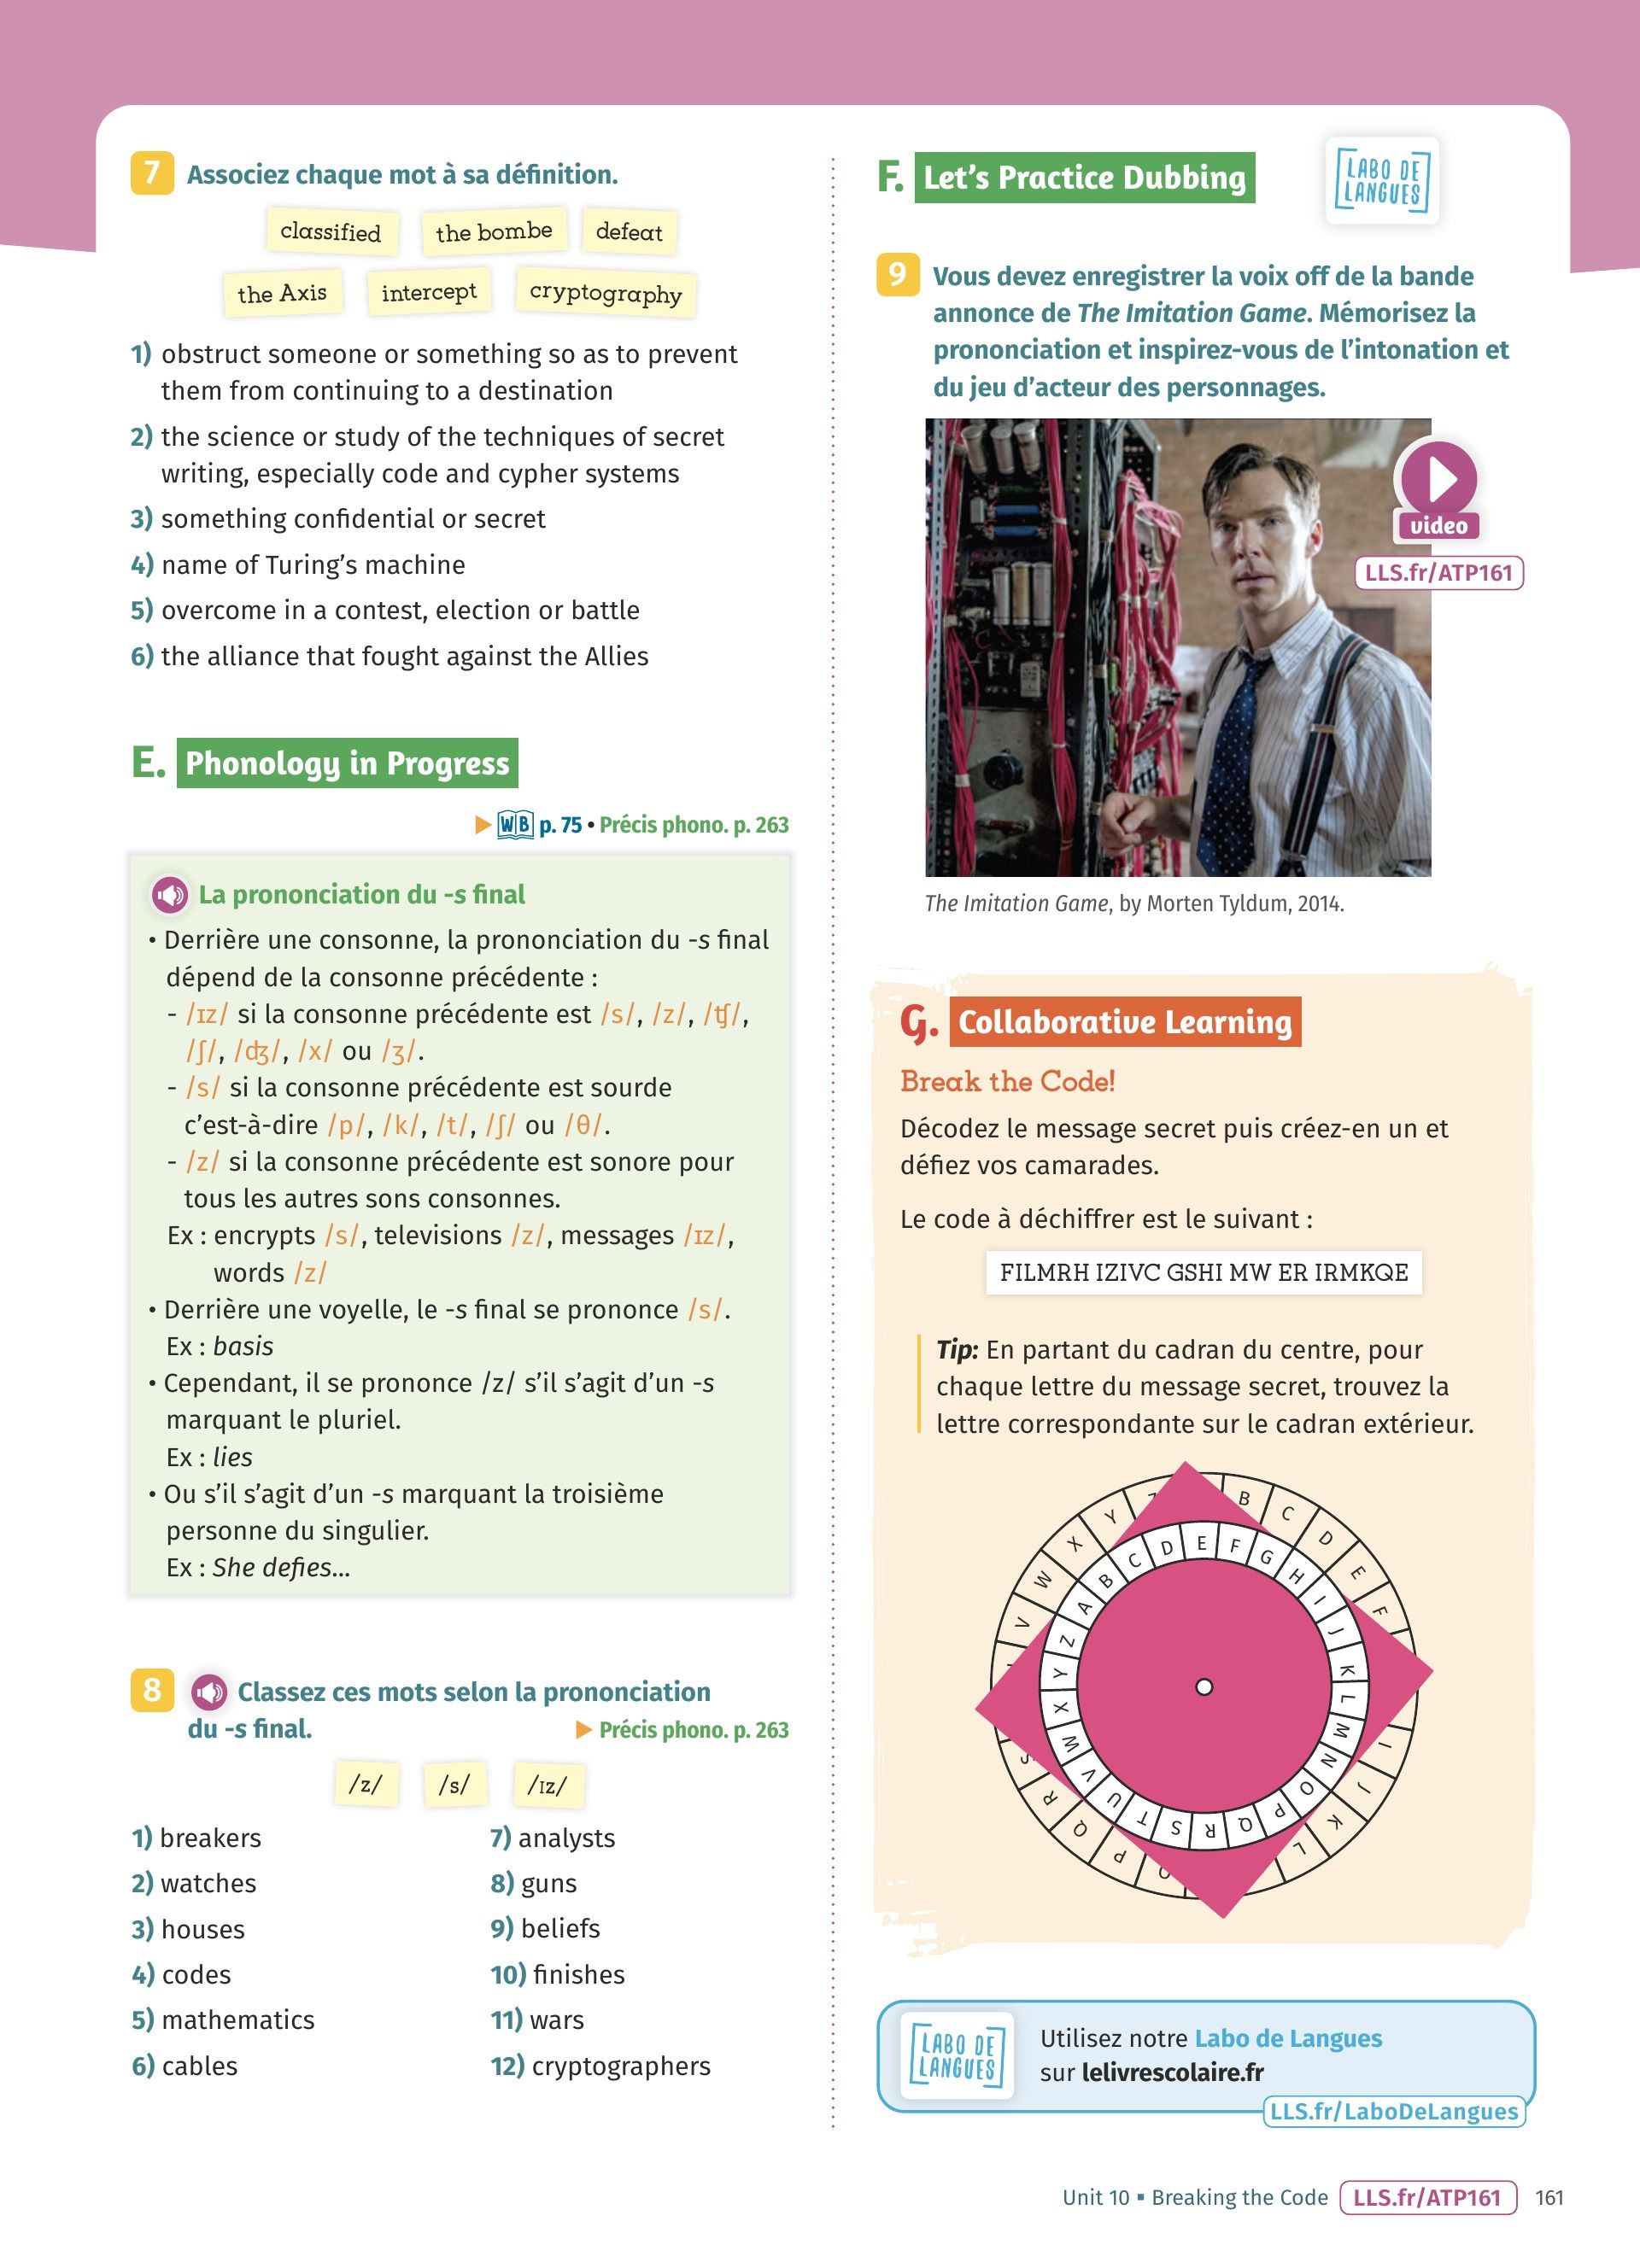 7 Associez chaque mot à sa définition.
classified the bombe defeat
the Axis intercept cryptography
1) obstruct someone or something so as to prevent
them from continuing to a destination
2) the science or study of the techniques of secret
writing, especially code and cypher systems
3) something confidential or secret
4) name of Turing's machine
5) overcome in a contest, election or battle
6) the alliance that fought against the Allies
E. Phonology in Progress
WB p. 75 • Précis phono. p. 263
La prononciation du -s final
• Derrière une consonne, la prononciation du -s final
dépend de la consonne précédente :
- /ɪz/ si la consonne précédente est /s/, /z/, /ʧ/,
/ʃ/, /ʤ/, /x/ ou /ʒ/.
- /s/ si la consonne précédente est sourde
c'est-à-dire /p/, /k/, /t/, /ʃ/ ou /θ/.
- /z/ si la consonne précédente est sonore pour
tous les autres sons consonnes.
Ex : encrypts /s/, televisions /z/, messages /ɪz/,
words /z/
• Derrière une voyelle, le -s final se prononce /s/.
Ex : basis
• Cependant, il se prononce /z/ s'il s'agit d'un -s
marquant le pluriel.
Ex : lies
• Ou s'il s'agit d'un -s marquant la troisième
personne du singulier.
Ex : She defies...
8 Classez ces mots selon la prononciation
du -s final. Précis phono. p. 263
/z/ /s/ /ɪz/
1) breakers
2) watches
3) houses
4) codes
5) mathematics
6) cables
7) analysts
8) guns
9) beliefs
10) finishes
11) wars
12) cryptographers
F. Let's Practice Dubbing
LABO DE
LANGUES
9 Vous devez enregistrer la voix off de la bande
annonce de The Imitation Game. Mémorisez la
prononciation et inspirez-vous de l'intonation et
du jeu d'acteur des personnages.
video
LLS.fr/ATP161
The Imitation Game, by Morten Tyldum, 2014.
G. Collaborative Learning
Break the Code!
Décodez le message secret puis créez-en un et
défiez vos camarades.
Le code à déchiffrer est le suivant :
FILMRH IZIVC GSHI MW ER IRMKQE
Tip: En partant du cadran du centre, pour
chaque lettre du message secret, trouvez la
lettre correspondante sur le cadran extérieur.
B C D E F I J K L O P Q R S V W X Y Z
A B C D E F G H I J K L M N O P Q R S T U V W X Y Z
LABO DE
LANGUES
Utilisez notre Labo de Langues
sur lelivrescolaire.fr
LLS.fr/LaboDeLangues
Unit 10 ▪ Breaking the Code LLS.fr/ATP161 161